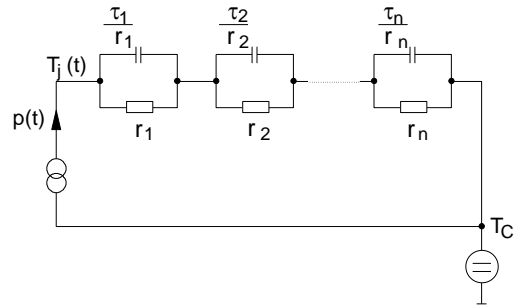 τ1
r1
τ2
r2
τn
rn
Tj(t)
r1
r2
rn
p(t)
TC